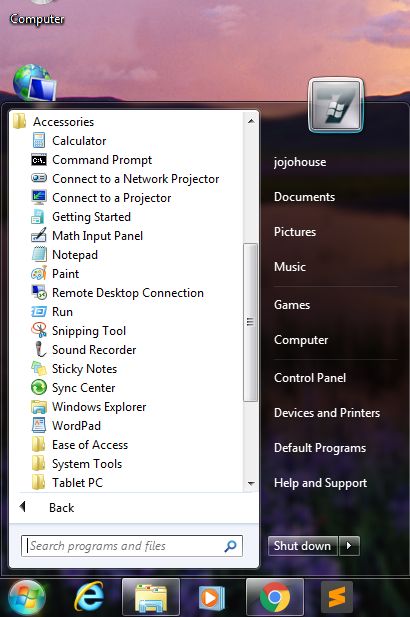 Computer
Accessories
Calculator
Command Prompt
Connect to a Network Projector
Connect to a Projector
Getting Started
Math Input Panel
Notepad
Paint
Remote Desktop Connection
Run
Snipping Tool
Sound Recorder
Sticky Notes
Sync Center
Windows Explorer
WordPad
Ease of Access
System Tools
Tablet PC
Back
Search programs and files
jojohouse
Documents
Pictures
Music
Games
Computer
Control Panel
Devices and Printers
Default Programs
Help and Support
Shut down